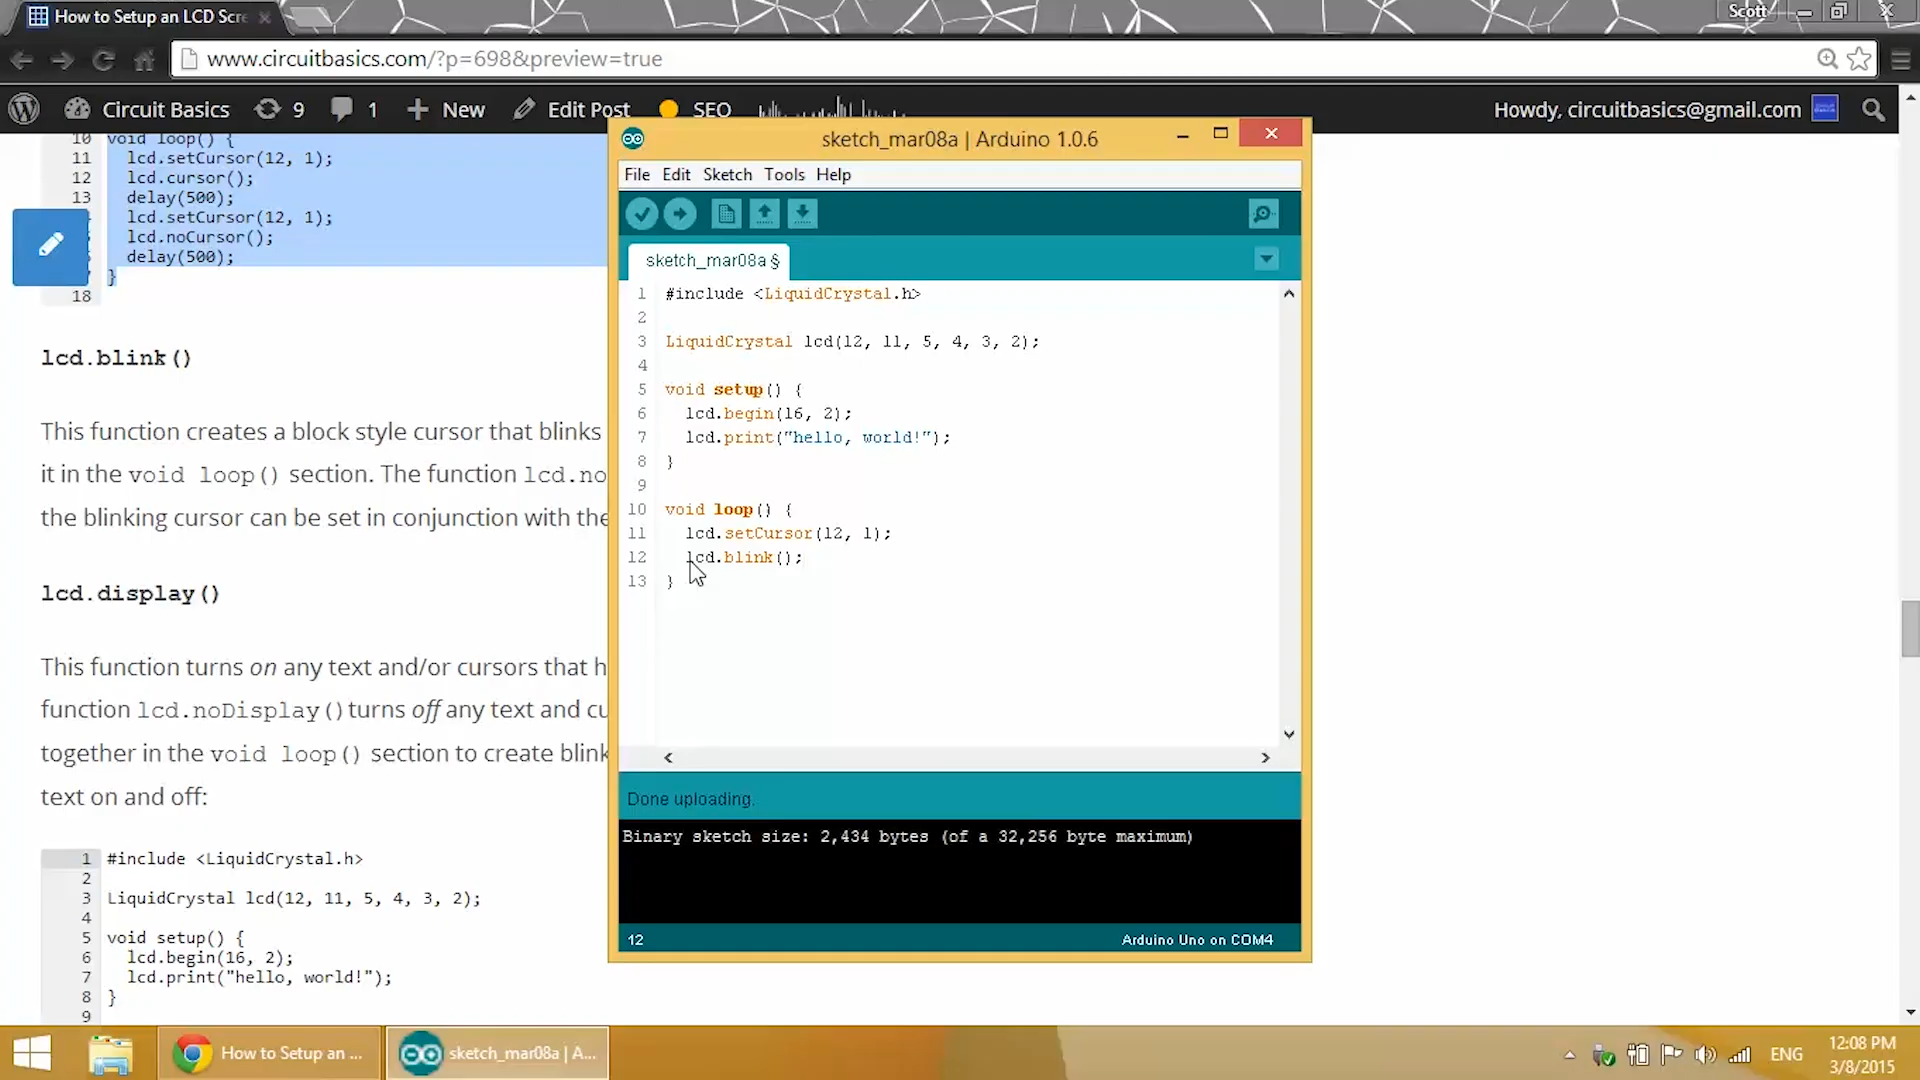 How to Setup an LCD Scre
Scott
www.circuitbasics.com/?p=698&preview=true
Circuit Basics 9 1 New Edit Post SEO
Howdy, circuitbasics@gmail.com
10 void loop() {
11 lcd.setCursor(12, 1);
12 lcd.cursor();
13 delay(500);
lcd.setCursor(12, 1);
lcd.noCursor();
delay(500);
}
18
lcd.blink()
This function creates a block style cursor that blinks
it in the void loop() section. The function lcd.no
the blinking cursor can be set in conjunction with the
lcd.display()
This function turns on any text and/or cursors that h
function lcd.noDisplay() turns off any text and cu
together in the void loop() section to create blink
text on and off:
1 #include <LiquidCrystal.h>
2
3 LiquidCrystal lcd(12, 11, 5, 4, 3, 2);
4
5 void setup() {
6 lcd.begin(16, 2);
7 lcd.print("hello, world!");
8 }
9
sketch_mar08a | Arduino 1.0.6
File Edit Sketch Tools Help
sketch_mar08a §
1 #include <LiquidCrystal.h>
2
3 LiquidCrystal lcd(12, 11, 5, 4, 3, 2);
4
5 void setup() {
6 lcd.begin(16, 2);
7 lcd.print("hello, world!");
8 }
9
10 void loop() {
11 lcd.setCursor(12, 1);
12 lcd.blink();
13 }
Done uploading.
Binary sketch size: 2,434 bytes (of a 32,256 byte maximum)
12
Arduino Uno on COM4
How to Setup an ...
sketch_mar08a | A...
ENG
12:08 PM
3/8/2015